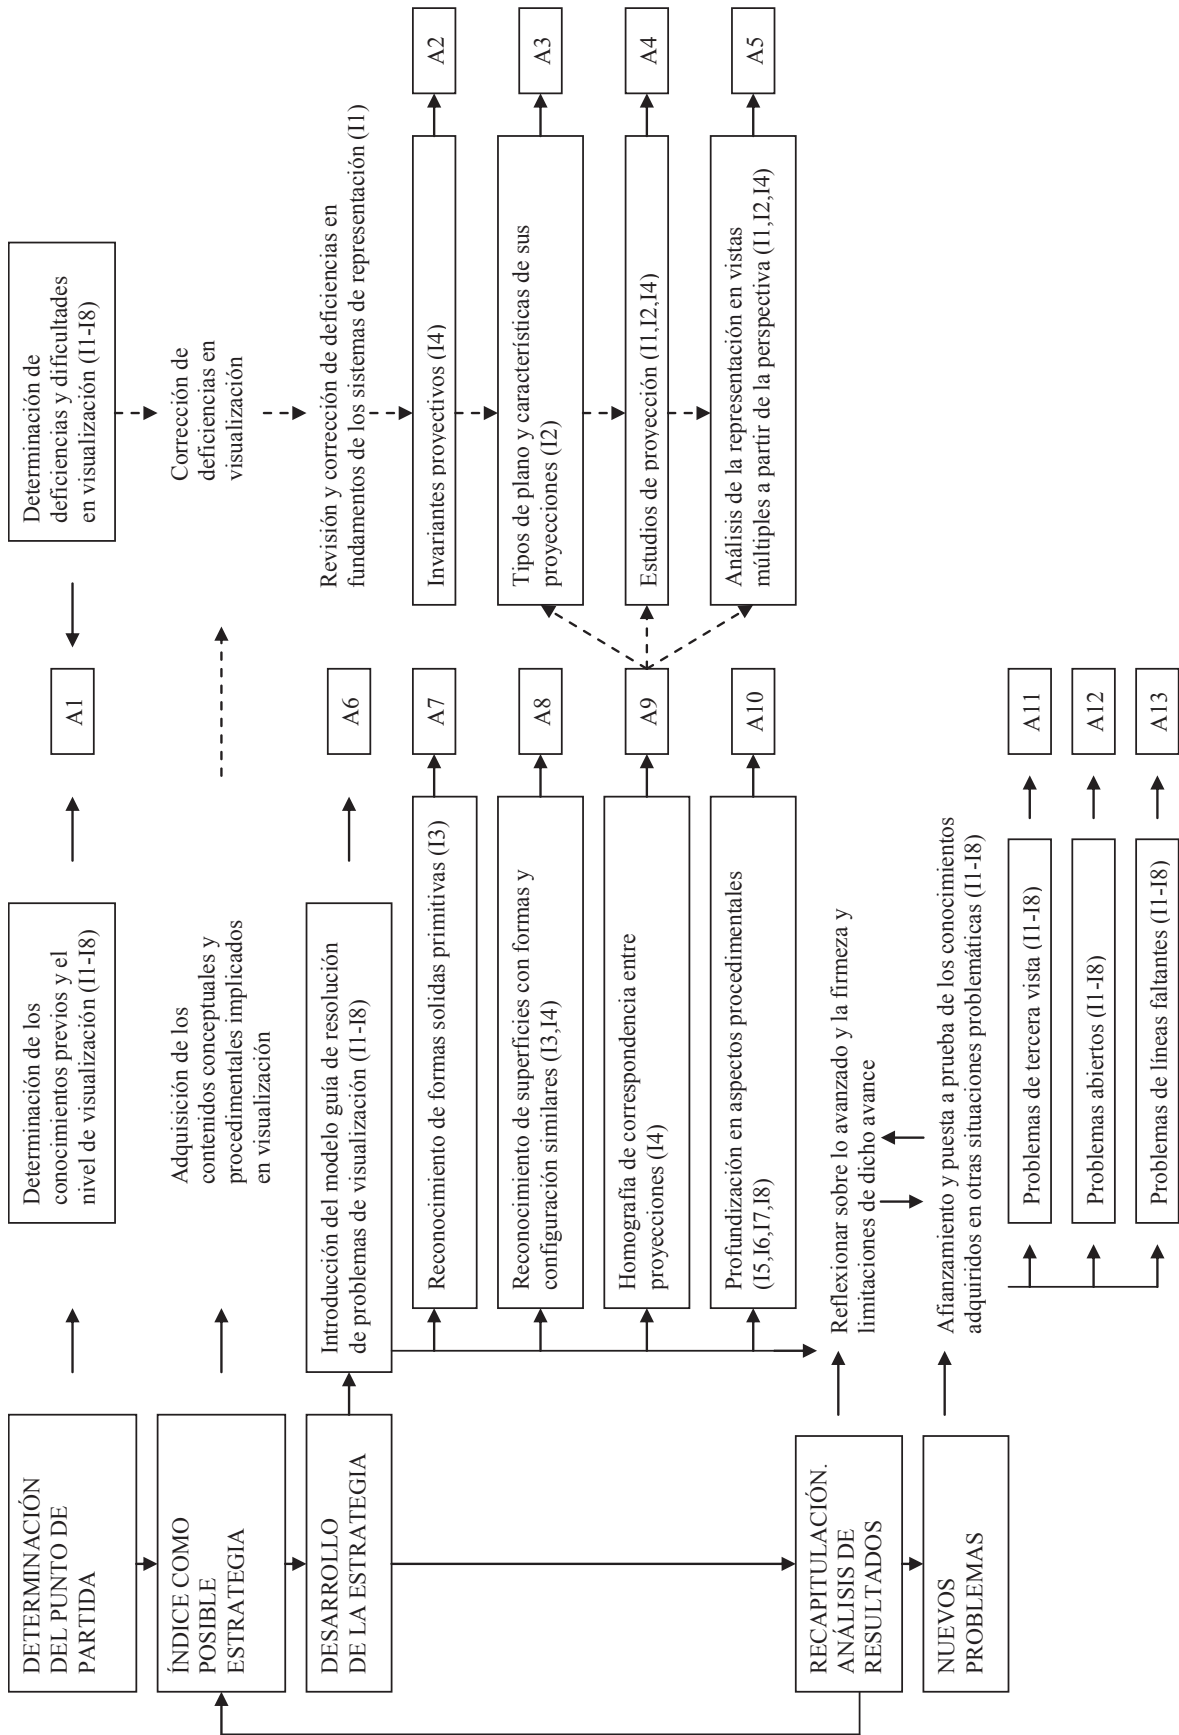 DETERMINACIÓN
DEL PUNTO DE
PARTIDA
Determinación de los
conocimientos previos y el
nivel de visualización (I1-I8)
A1
Determinación de
deficiencias y dificultades
en visualización (I1-I8)
ÍNDICE COMO
POSIBLE
ESTRATEGIA
Adquisición de los
contenidos conceptuales y
procedimentales implicados
en visualización
Corrección de
deficiencias en
visualización
DESARROLLO
DE LA ESTRATEGIA
Introducción del modelo guía de resolución
de problemas de visualización (I1-I8)
A6
Revisión y corrección de deficiencias en
fundamentos de los sistemas de representación (I1)
Reconocimiento de formas solidas primitivas (I3)
A7
Invariantes proyectivos (I4)
A2
Reconocimiento de superficies con formas y
configuración similares (I3,I4)
A8
Tipos de plano y características de sus
proyecciones (I2)
A3
Homografía de correspondencia entre
proyecciones (I4)
A9
Estudios de proyección (I1,I2,I4)
A4
Profundización en aspectos procedimentales
(I5,I6,I7,I8)
A10
Análisis de la representación en vistas
múltiples a partir de la perspectiva (I1,I2,I4)
A5
RECAPITULACIÓN.
ANÁLISIS DE
RESULTADOS
Reflexionar sobre lo avanzado y la firmeza y
limitaciones de dicho avance
NUEVOS
PROBLEMAS
Afianzamiento y puesta a prueba de los conocimientos
adquiridos en otras situaciones problemáticas (I1-I8)
Problemas de tercera vista (I1-I8)
A11
Problemas abiertos (I1-I8)
A12
Problemas de líneas faltantes (I1-I8)
A13